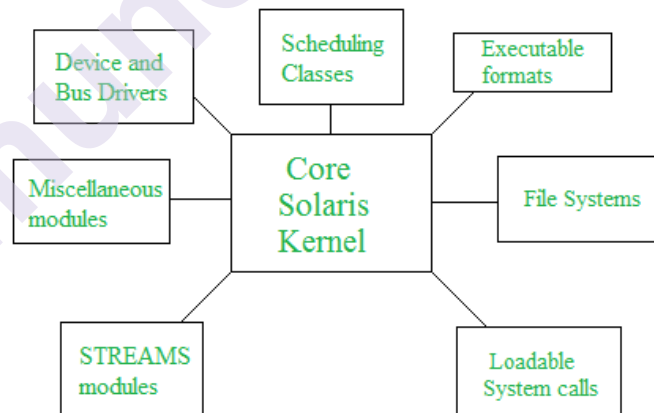 Scheduling
Classes
Executable
formats
Device and
Bus Drivers
Core
Solaris
Kernel
Miscellaneous
modules
File Systems
STREAMS
modules
Loadable
System calls